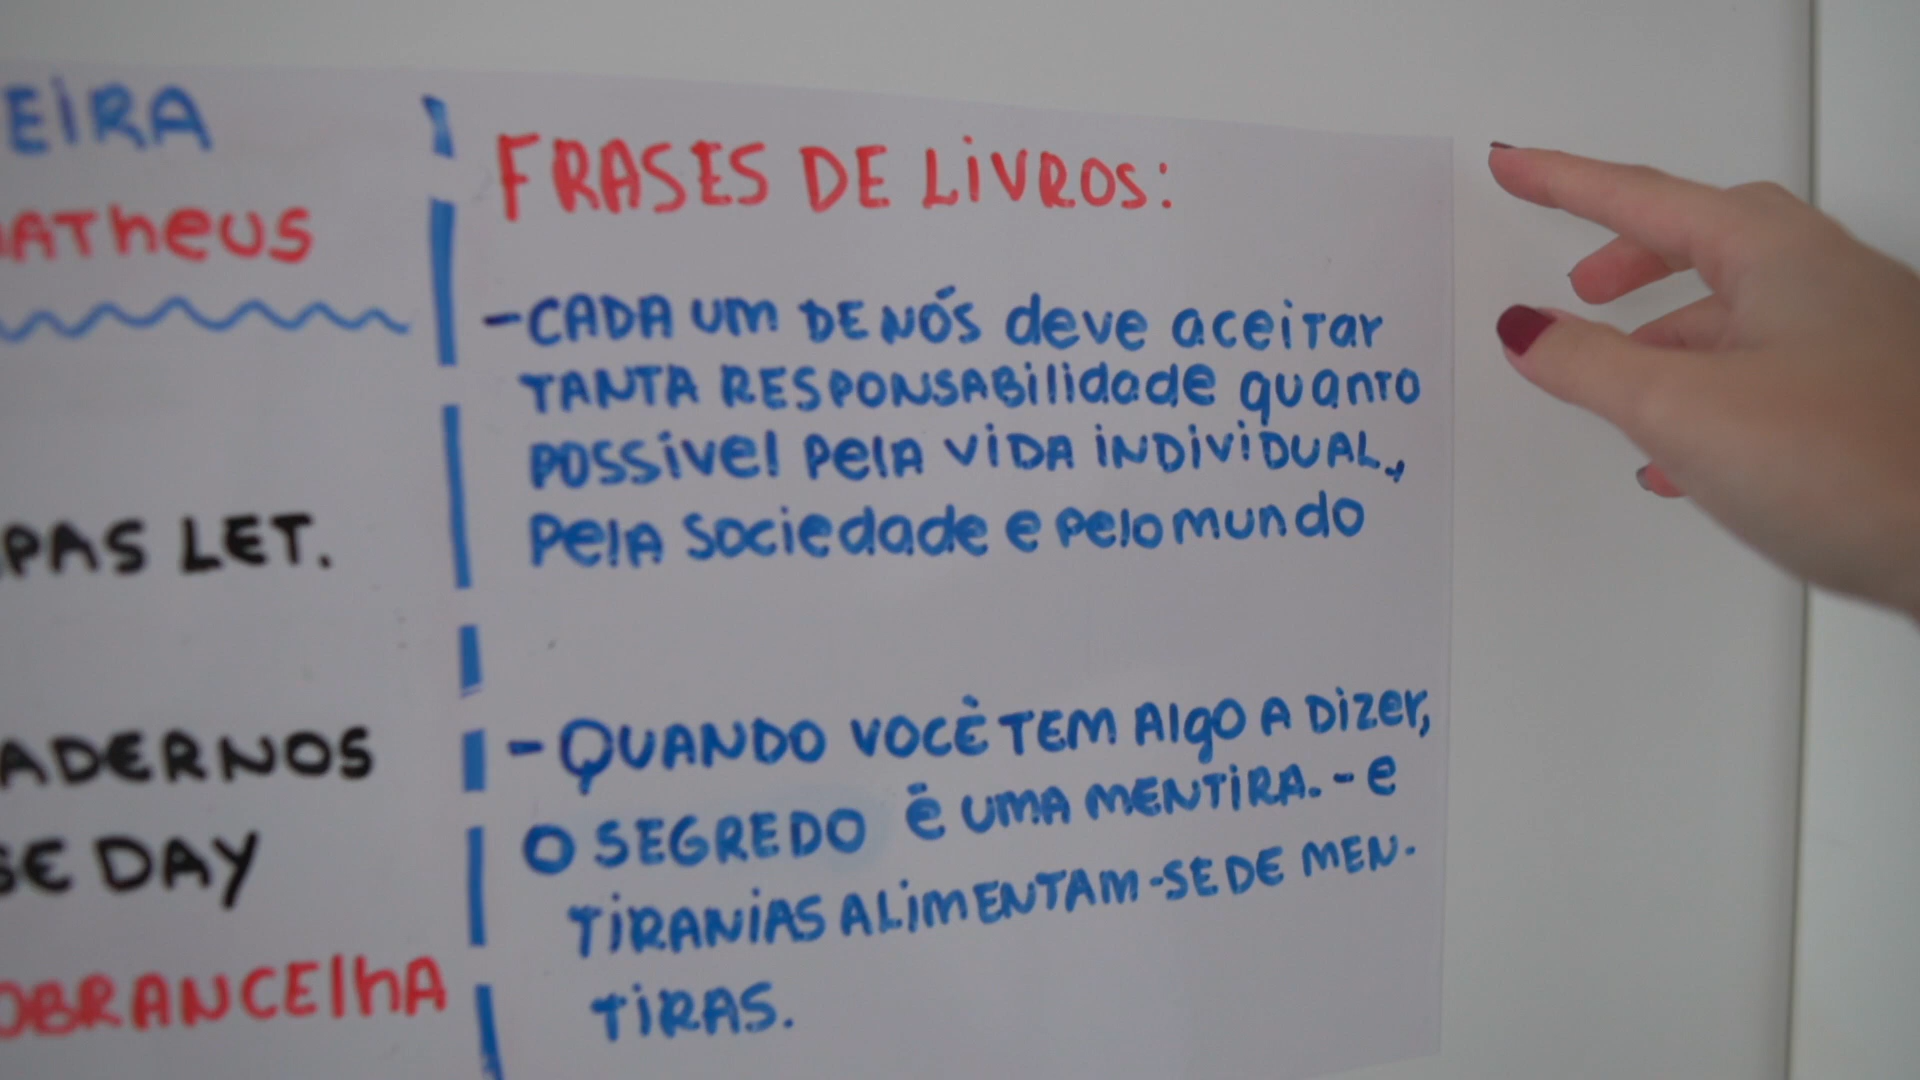 EIRA
ATheUS
PAS LET.
ADERNOS
SE DAY
OBRANCElhA
FRASES DE LiVROS:
- CADA UM DE NÓS deve aceiTar
TANTA RESPONSABilidade quanTo
POSSível PelA ViDA iNDiViDUAL,
PelA Sociedade e Pelo mundo
- QUANDO VOCÊ TEM AlgO A Dizer,
O SEGREDO É UMA MENTiRA. - e
TiRANiAS ALiMENTAM-SE DE MEN-
TiRAS.